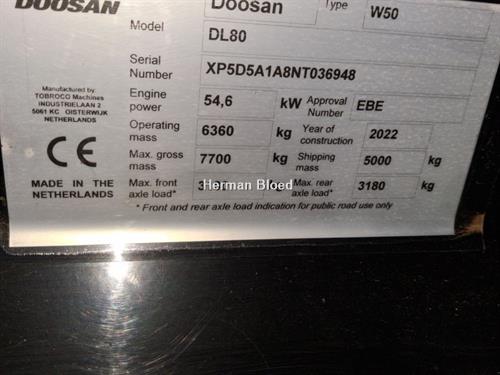 DOOSAN
Doosan Type W50
Model DL80
Serial Number XP5D5A1A8NT036948
Manufactured by:
TOBROCO Machines
INDUSTRIELAAN 2
5061 KC OISTERWIJK
NETHERLANDS
Engine power 54,6 kW Approval Number EBE
Operating mass 6360 kg Year of construction 2022
CE
Max. gross mass 7700 kg Shipping mass 5000 kg
MADE IN THE NETHERLANDS
Max. front axle load* kg Max. rear axle load* 3180 kg
Herman Bloed
* Front and rear axle load indication for public road use only